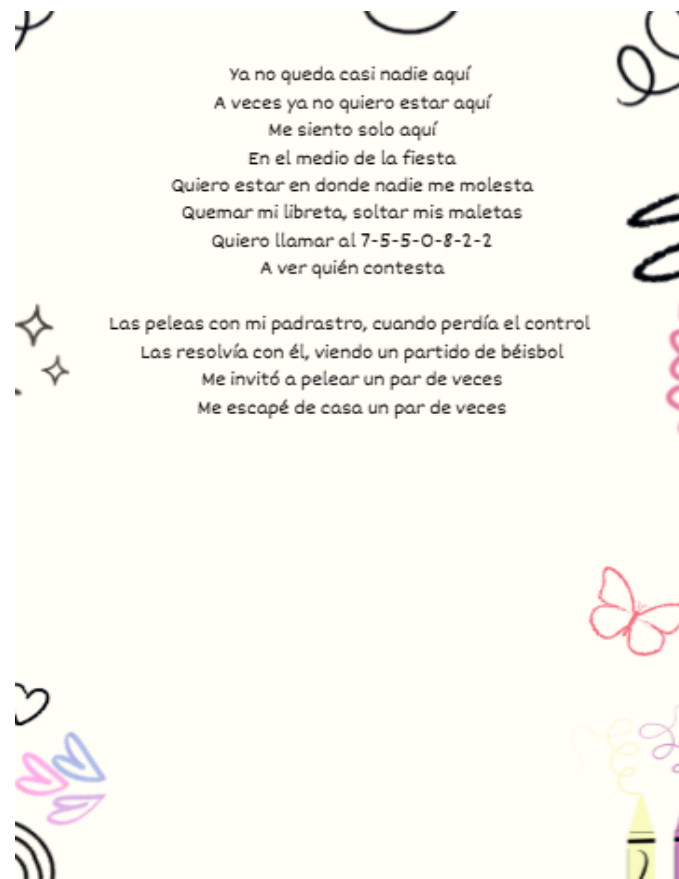 Ya no queda casi nadie aquí
A veces ya no quiero estar aquí
Me siento solo aquí
En el medio de la fiesta
Quiero estar en donde nadie me molesta
Quemar mi libreta, soltar mis maletas
Quiero llamar al 7-5-5-0-8-2-2
A ver quién contesta

Las peleas con mi padrastro, cuando perdía el control
Las resolvía con él, viendo un partido de béisbol
Me invitó a pelear un par de veces
Me escapé de casa un par de veces